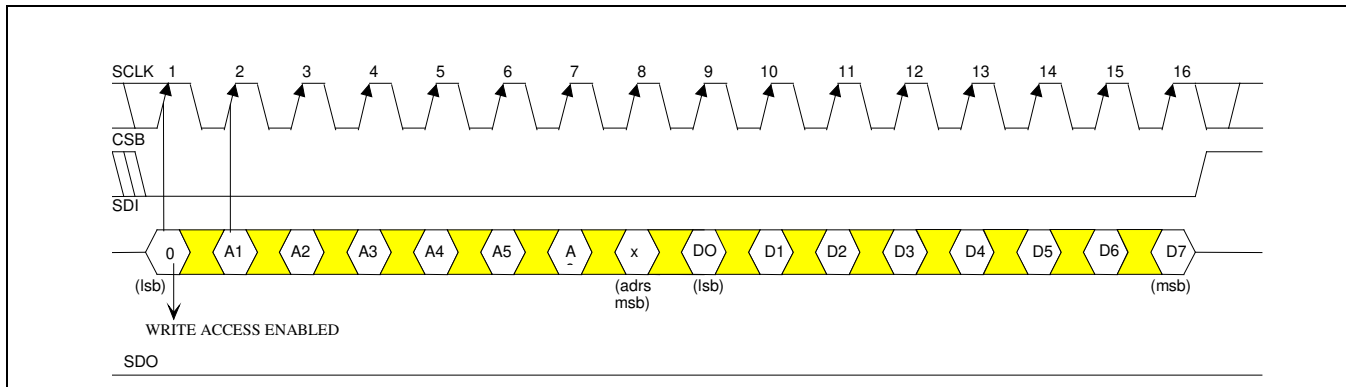 SCLK 1 2 3 4 5 6 7 8 9 10 11 12 13 14 15 16
CSB
SDI
0 A1 A2 A3 A4 A5 A x DO D1 D2 D3 D4 D5 D6 D7
(lsb) (adrs msb) (lsb) (msb)
WRITE ACCESS ENABLED
SDO